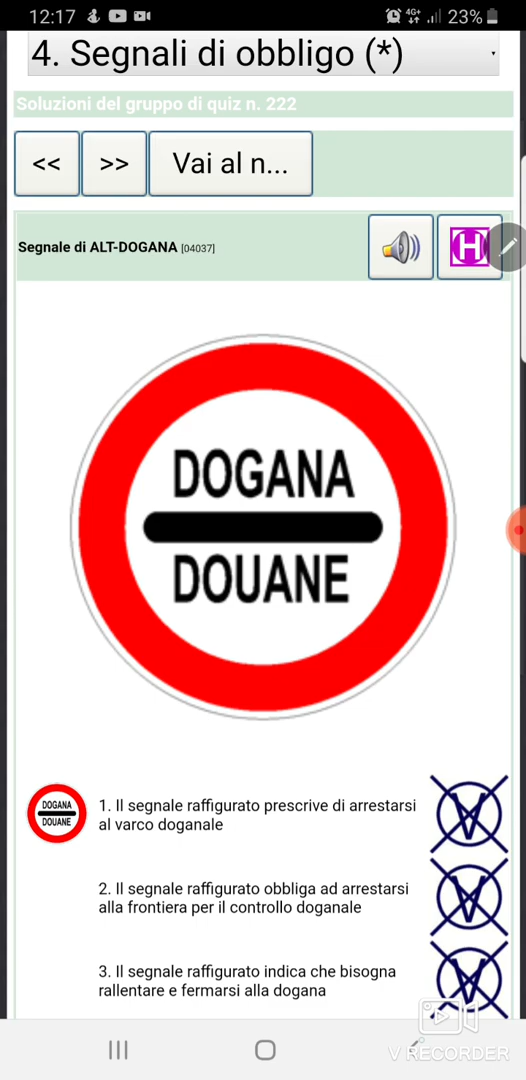 12:17
4G+
23%
4. Segnali di obbligo (*)
Soluzioni del gruppo di quiz n. 222
<< >> Vai al n...
Segnale di ALT-DOGANA [04037]
H
DOGANA
DOUANE
DOGANA
DOUANE
1. Il segnale raffigurato prescrive di arrestarsi
al varco doganale
V
2. Il segnale raffigurato obbliga ad arrestarsi
alla frontiera per il controllo doganale
V
3. Il segnale raffigurato indica che bisogna
rallentare e fermarsi alla dogana
V
V RECORDER